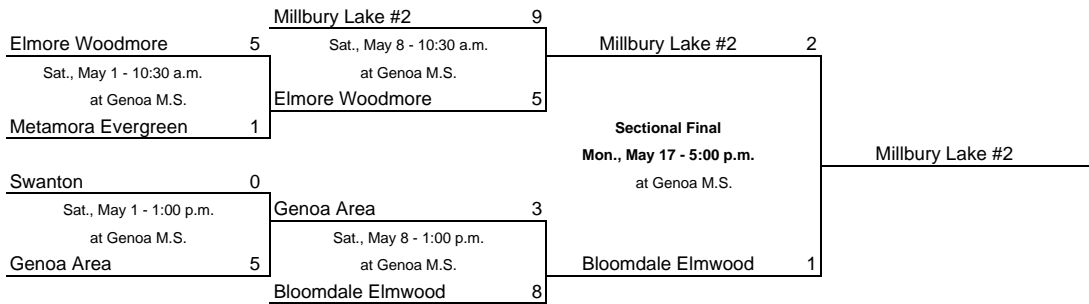 Millbury Lake #2 9
Elmore Woodmore 5
Sat., May 8 - 10:30 a.m.
Millbury Lake #2 2
Sat., May 1 - 10:30 a.m.
at Genoa M.S.
at Genoa M.S.
Elmore Woodmore 5
Metamora Evergreen 1
Sectional Final
Mon., May 17 - 5:00 p.m.
Millbury Lake #2
Swanton 0
at Genoa M.S.
Sat., May 1 - 1:00 p.m.
Genoa Area 3
at Genoa M.S.
Sat., May 8 - 1:00 p.m.
Genoa Area 5
at Genoa M.S.
Bloomdale Elmwood 1
Bloomdale Elmwood 8